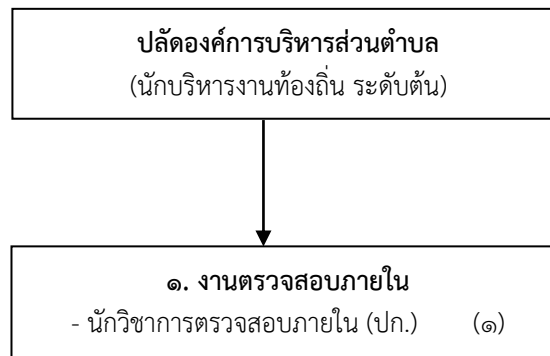 ปลัดองค์การบริหารส่วนตำบล
(นักบริหารงานท้องถิ่น ระดับต้น)
๑. งานตรวจสอบภายใน
- นักวิชาการตรวจสอบภายใน (ปก.) (๑)